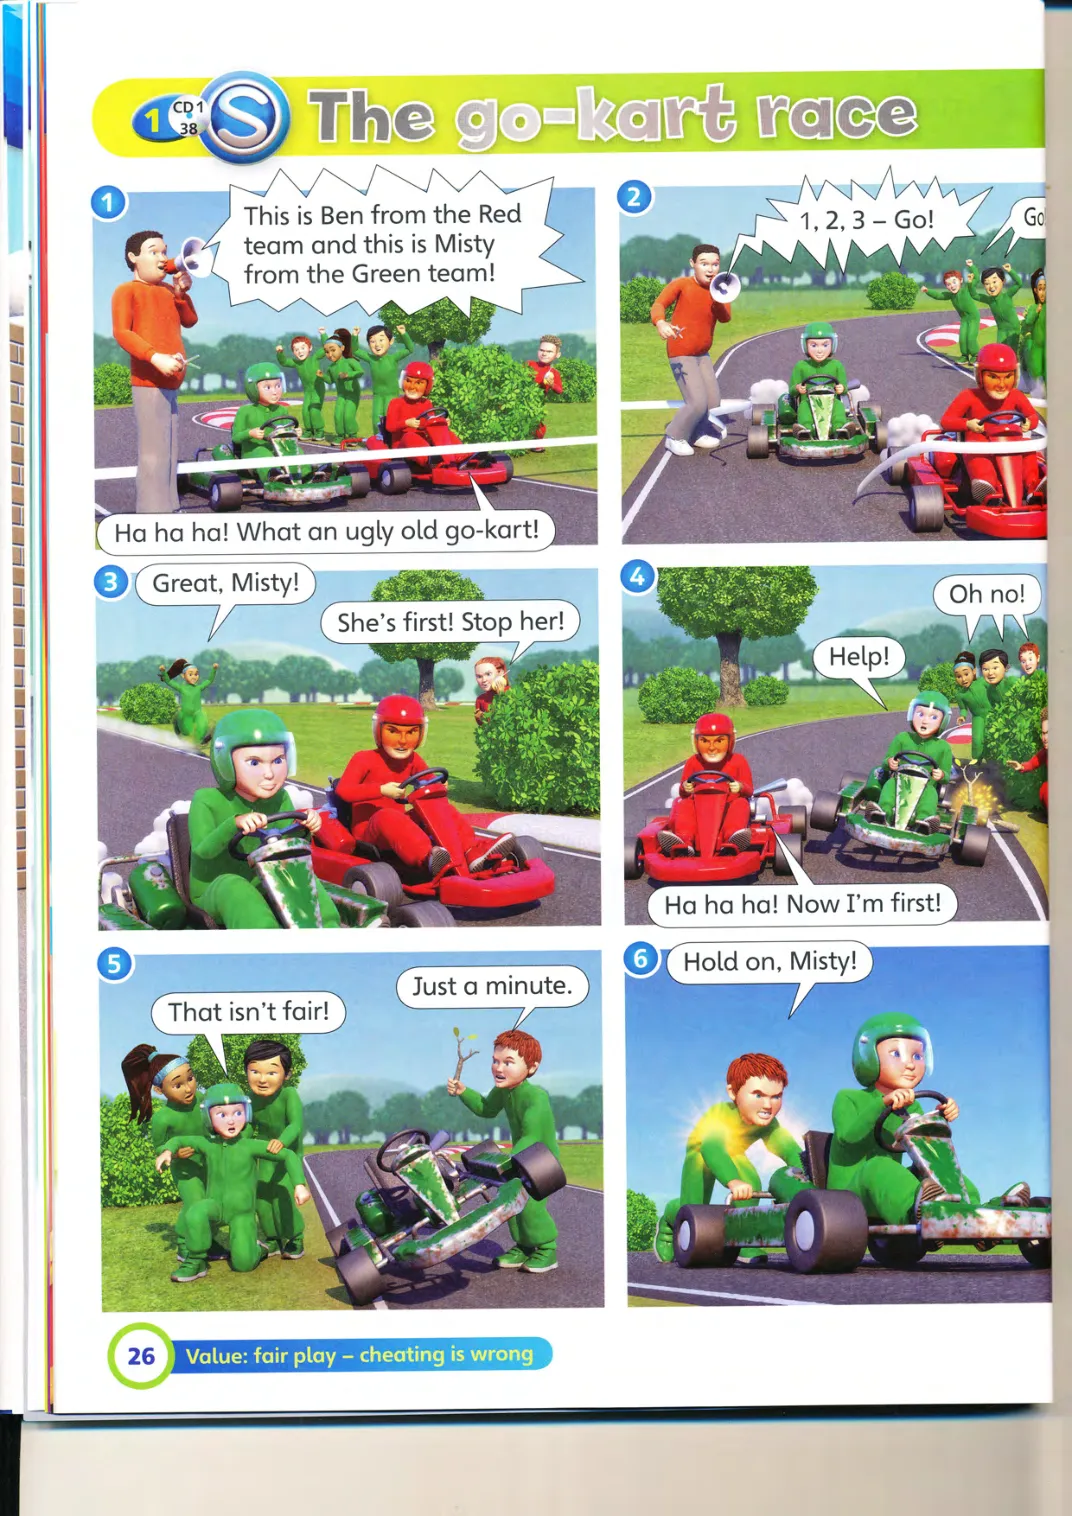 1
CD 1
38
S
The go-kart race
1
This is Ben from the Red
team and this is Misty
from the Green team!
Ha ha ha! What an ugly old go-kart!
2
1, 2, 3 – Go!
Go
3
Great, Misty!
She's first! Stop her!
4
Oh no!
Help!
Ha ha ha! Now I'm first!
5
That isn't fair!
Just a minute.
6
Hold on, Misty!
26
Value: fair play – cheating is wrong